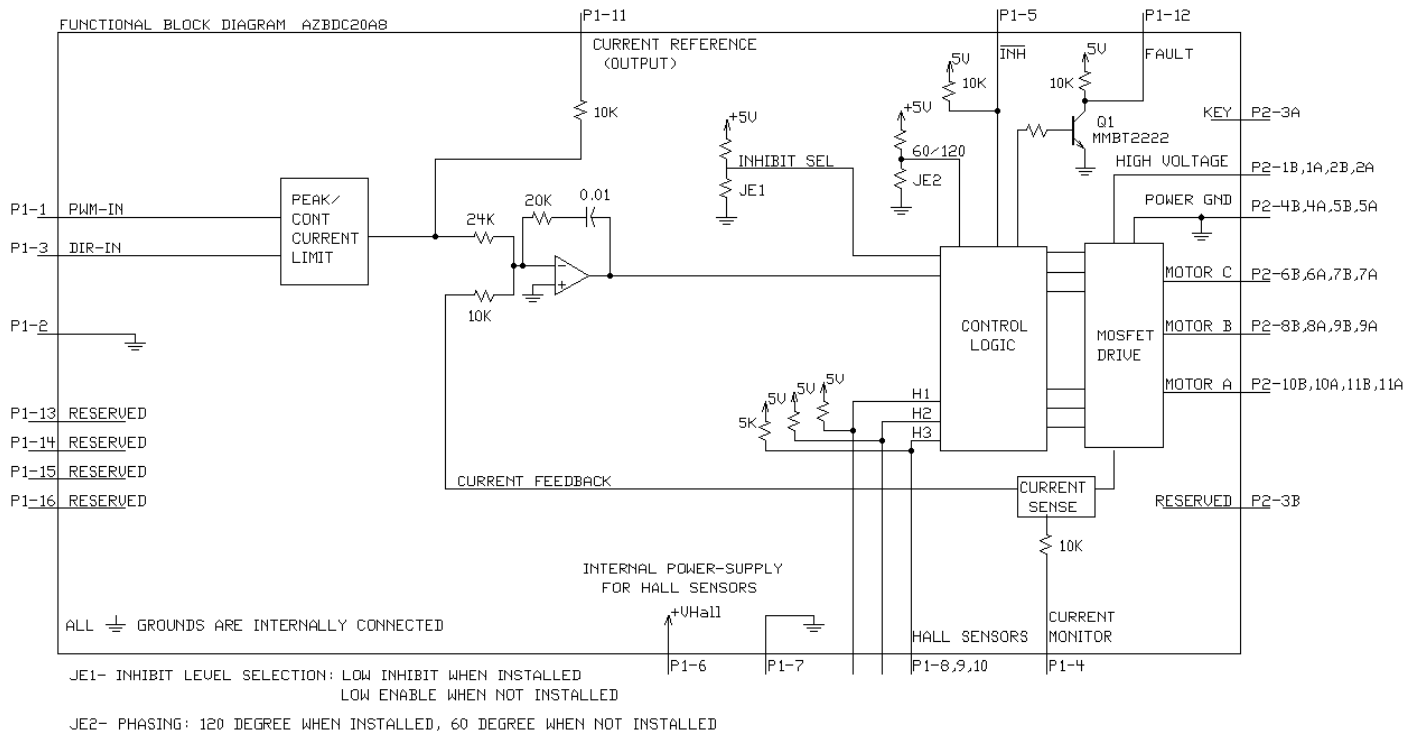 P1-11
P1-5
P1-12
FUNCTIONAL BLOCK DIAGRAM AZBDC20A8
CURRENT REFERENCE
(OUTPUT)
INH
FAULT
5V
10K
5V
10K
10K
KEY
P2-3A
+5V
+5V
Q1
MMBT2222
INHIBIT SEL
60/120
HIGH VOLTAGE
P2-1B,1A,2B,2A
JE1
JE2
POWER GND
P2-4B,4A,5B,5A
P1-1
PWM-IN
P1-3
DIR-IN
PEAK/
CONT
CURRENT
LIMIT
24K
20K
0.01
-
+
10K
MOTOR C
P2-6B,6A,7B,7A
P1-2
CONTROL
LOGIC
MOSFET
DRIVE
MOTOR B
P2-8B,8A,9B,9A
MOTOR A
P2-10B,10A,11B,11A
5V
5V
5V
5K
H1
H2
H3
P1-13
RESERVED
P1-14
RESERVED
P1-15
RESERVED
P1-16
RESERVED
CURRENT FEEDBACK
CURRENT
SENSE
RESERVED
P2-3B
10K
INTERNAL POWER-SUPPLY
FOR HALL SENSORS
+VHall
ALL GROUNDS ARE INTERNALLY CONNECTED
HALL SENSORS
CURRENT
MONITOR
P1-6
P1-7
P1-8,9,10
P1-4
JE1- INHIBIT LEVEL SELECTION: LOW INHIBIT WHEN INSTALLED
LOW ENABLE WHEN NOT INSTALLED
JE2- PHASING: 120 DEGREE WHEN INSTALLED, 60 DEGREE WHEN NOT INSTALLED